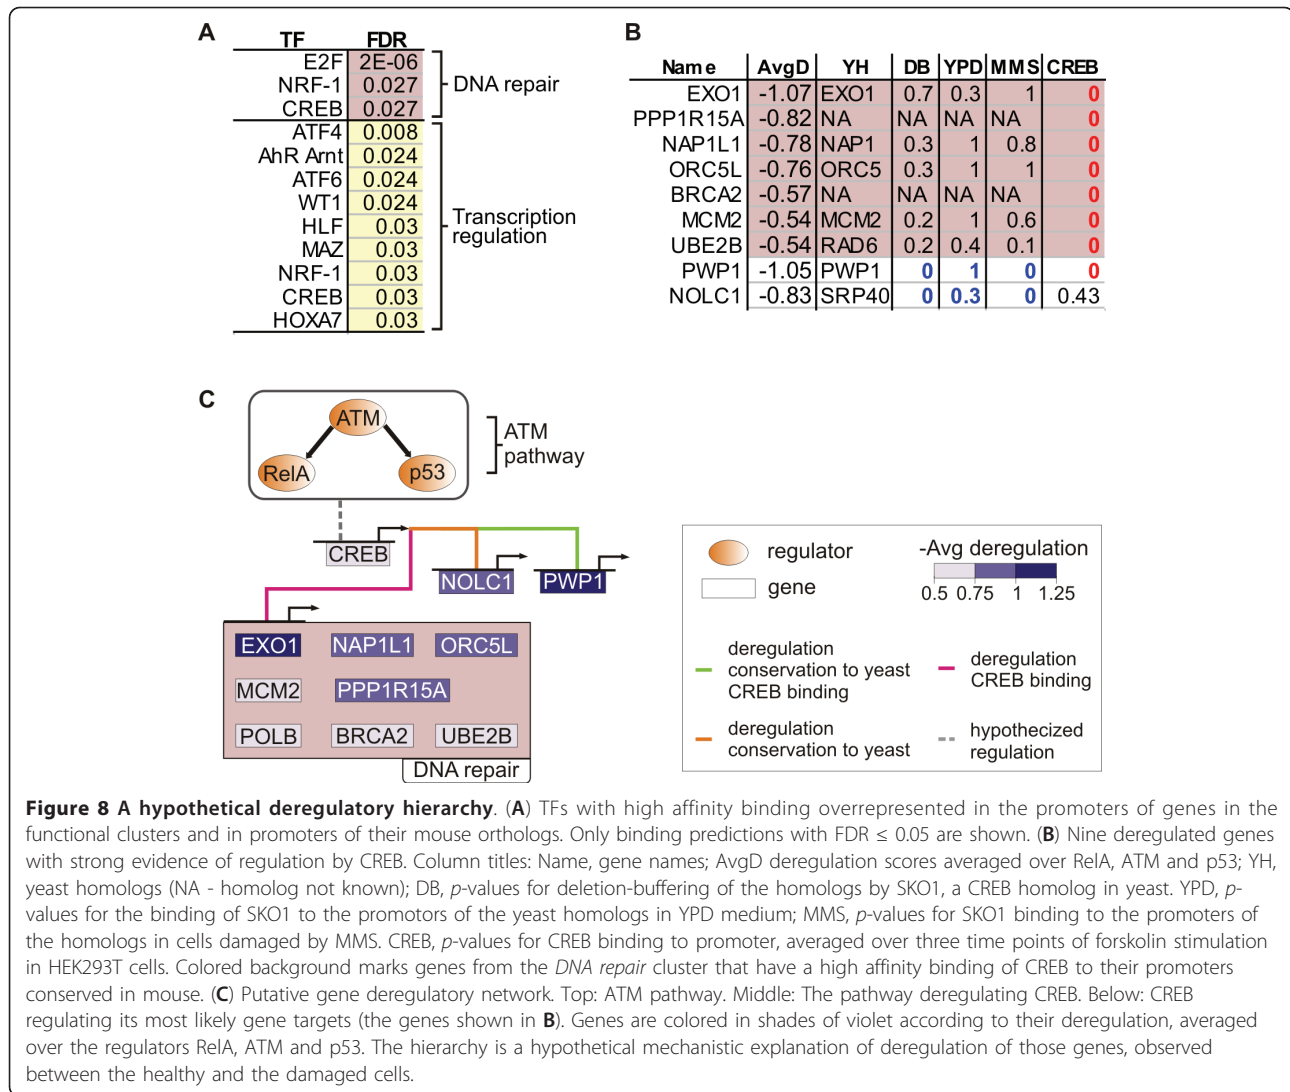 A
TF FDR
E2F 2E-06
NRF-1 0.027
CREB 0.027
DNA repair
ATF4 0.008
AhR Arnt 0.024
ATF6 0.024
WT1 0.024
HLF 0.03
MAZ 0.03
NRF-1 0.03
CREB 0.03
HOXA7 0.03
Transcription
regulation
B
Name AvgD YH DB YPD MMS CREB
EXO1 -1.07 EXO1 0.7 0.3 1 0
PPP1R15A -0.82 NA NA NA NA 0
NAP1L1 -0.78 NAP1 0.3 1 0.8 0
ORC5L -0.76 ORC5 0.3 1 1 0
BRCA2 -0.57 NA NA NA NA 0
MCM2 -0.54 MCM2 0.2 1 0.6 0
UBE2B -0.54 RAD6 0.2 0.4 0.1 0
PWP1 -1.05 PWP1 0 1 0 0
NOLC1 -0.83 SRP40 0 0.3 0 0.43
C
ATM
RelA p53
ATM
pathway
CREB
NOLC1 PWP1
EXO1 NAP1L1 ORC5L
MCM2 PPP1R15A
POLB BRCA2 UBE2B
DNA repair
regulator
gene
-Avg deregulation
0.5 0.75 1 1.25
deregulation
conservation to yeast
CREB binding
deregulation
CREB binding
deregulation
conservation to yeast
hypothecized
regulation
Figure 8 A hypothetical deregulatory hierarchy. (A) TFs with high affinity binding overrepresented in the promoters of genes in the
functional clusters and in promoters of their mouse orthologs. Only binding predictions with FDR ≤ 0.05 are shown. (B) Nine deregulated genes
with strong evidence of regulation by CREB. Column titles: Name, gene names; AvgD deregulation scores averaged over RelA, ATM and p53; YH,
yeast homologs (NA - homolog not known); DB, p-values for deletion-buffering of the homologs by SKO1, a CREB homolog in yeast. YPD, p-
values for the binding of SKO1 to the promotors of the yeast homologs in YPD medium; MMS, p-values for SKO1 binding to the promoters of
the homologs in cells damaged by MMS. CREB, p-values for CREB binding to promoter, averaged over three time points of forskolin stimulation
in HEK293T cells. Colored background marks genes from the DNA repair cluster that have a high affinity binding of CREB to their promoters
conserved in mouse. (C) Putative gene deregulatory network. Top: ATM pathway. Middle: The pathway deregulating CREB. Below: CREB
regulating its most likely gene targets (the genes shown in B). Genes are colored in shades of violet according to their deregulation, averaged
over the regulators RelA, ATM and p53. The hierarchy is a hypothetical mechanistic explanation of deregulation of those genes, observed
between the healthy and the damaged cells.